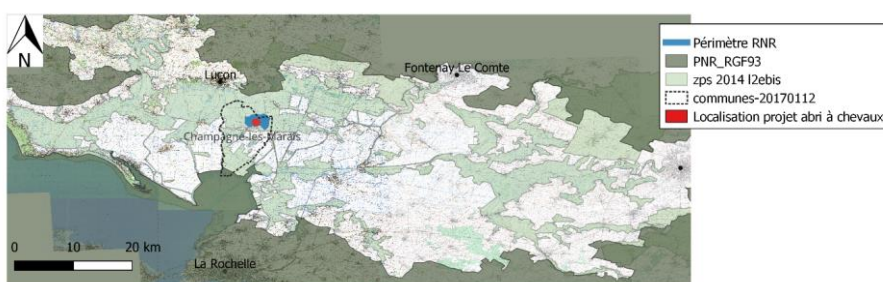 N
Luçon
Fontenay Le Comte
Champagné-les-Marais
0 10 20 km
La Rochelle
Périmètre RNR
PNR_RGF93
zps 2014 l2ebis
communes-20170112
Localisation projet abri à chevaux